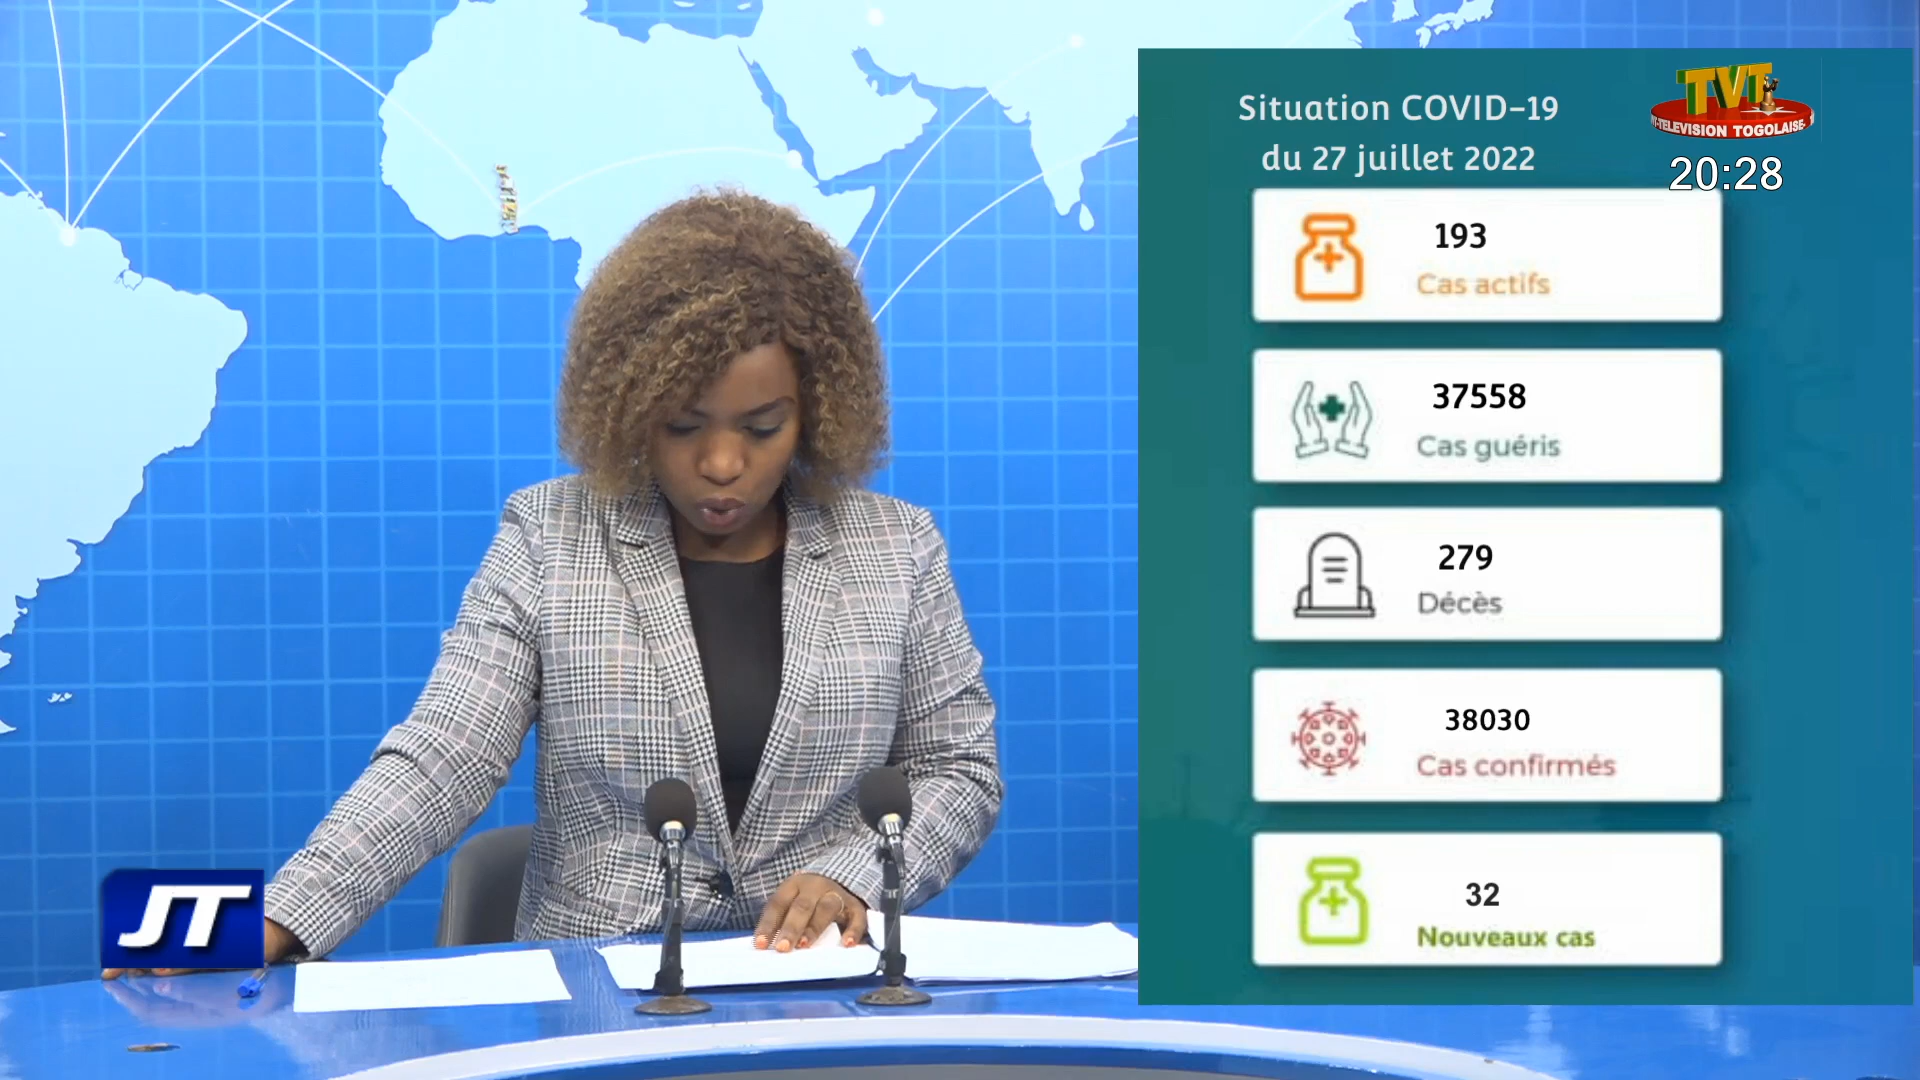 Situation COVID-19
du 27 juillet 2022
TVT
TELEVISION TOGOLAISE
20:28
193
Cas actifs
37558
Cas guéris
279
Décès
38030
Cas confirmés
32
Nouveaux cas
JT